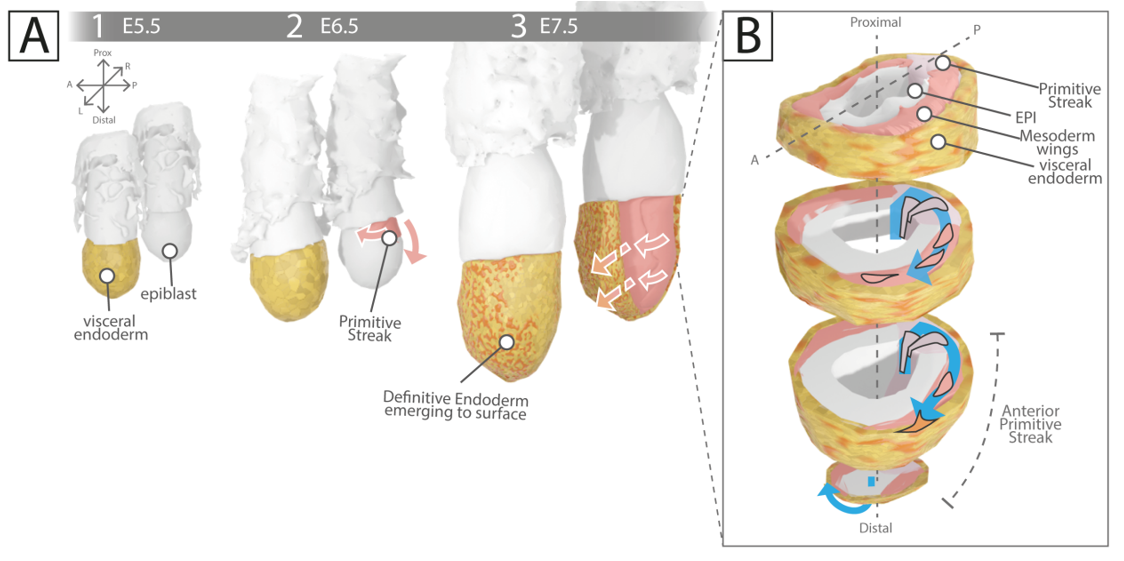 A
1 E5.5
2 E6.5
3 E7.5
Prox
R
A
P
L
Distal
epiblast
visceral
endoderm
Primitive
Streak
Definitive Endoderm
emerging to surface
B
Proximal
P
Primitive
Streak
EPI
Mesoderm
wings
visceral
endoderm
A
Anterior
Primitive
Streak
Distal